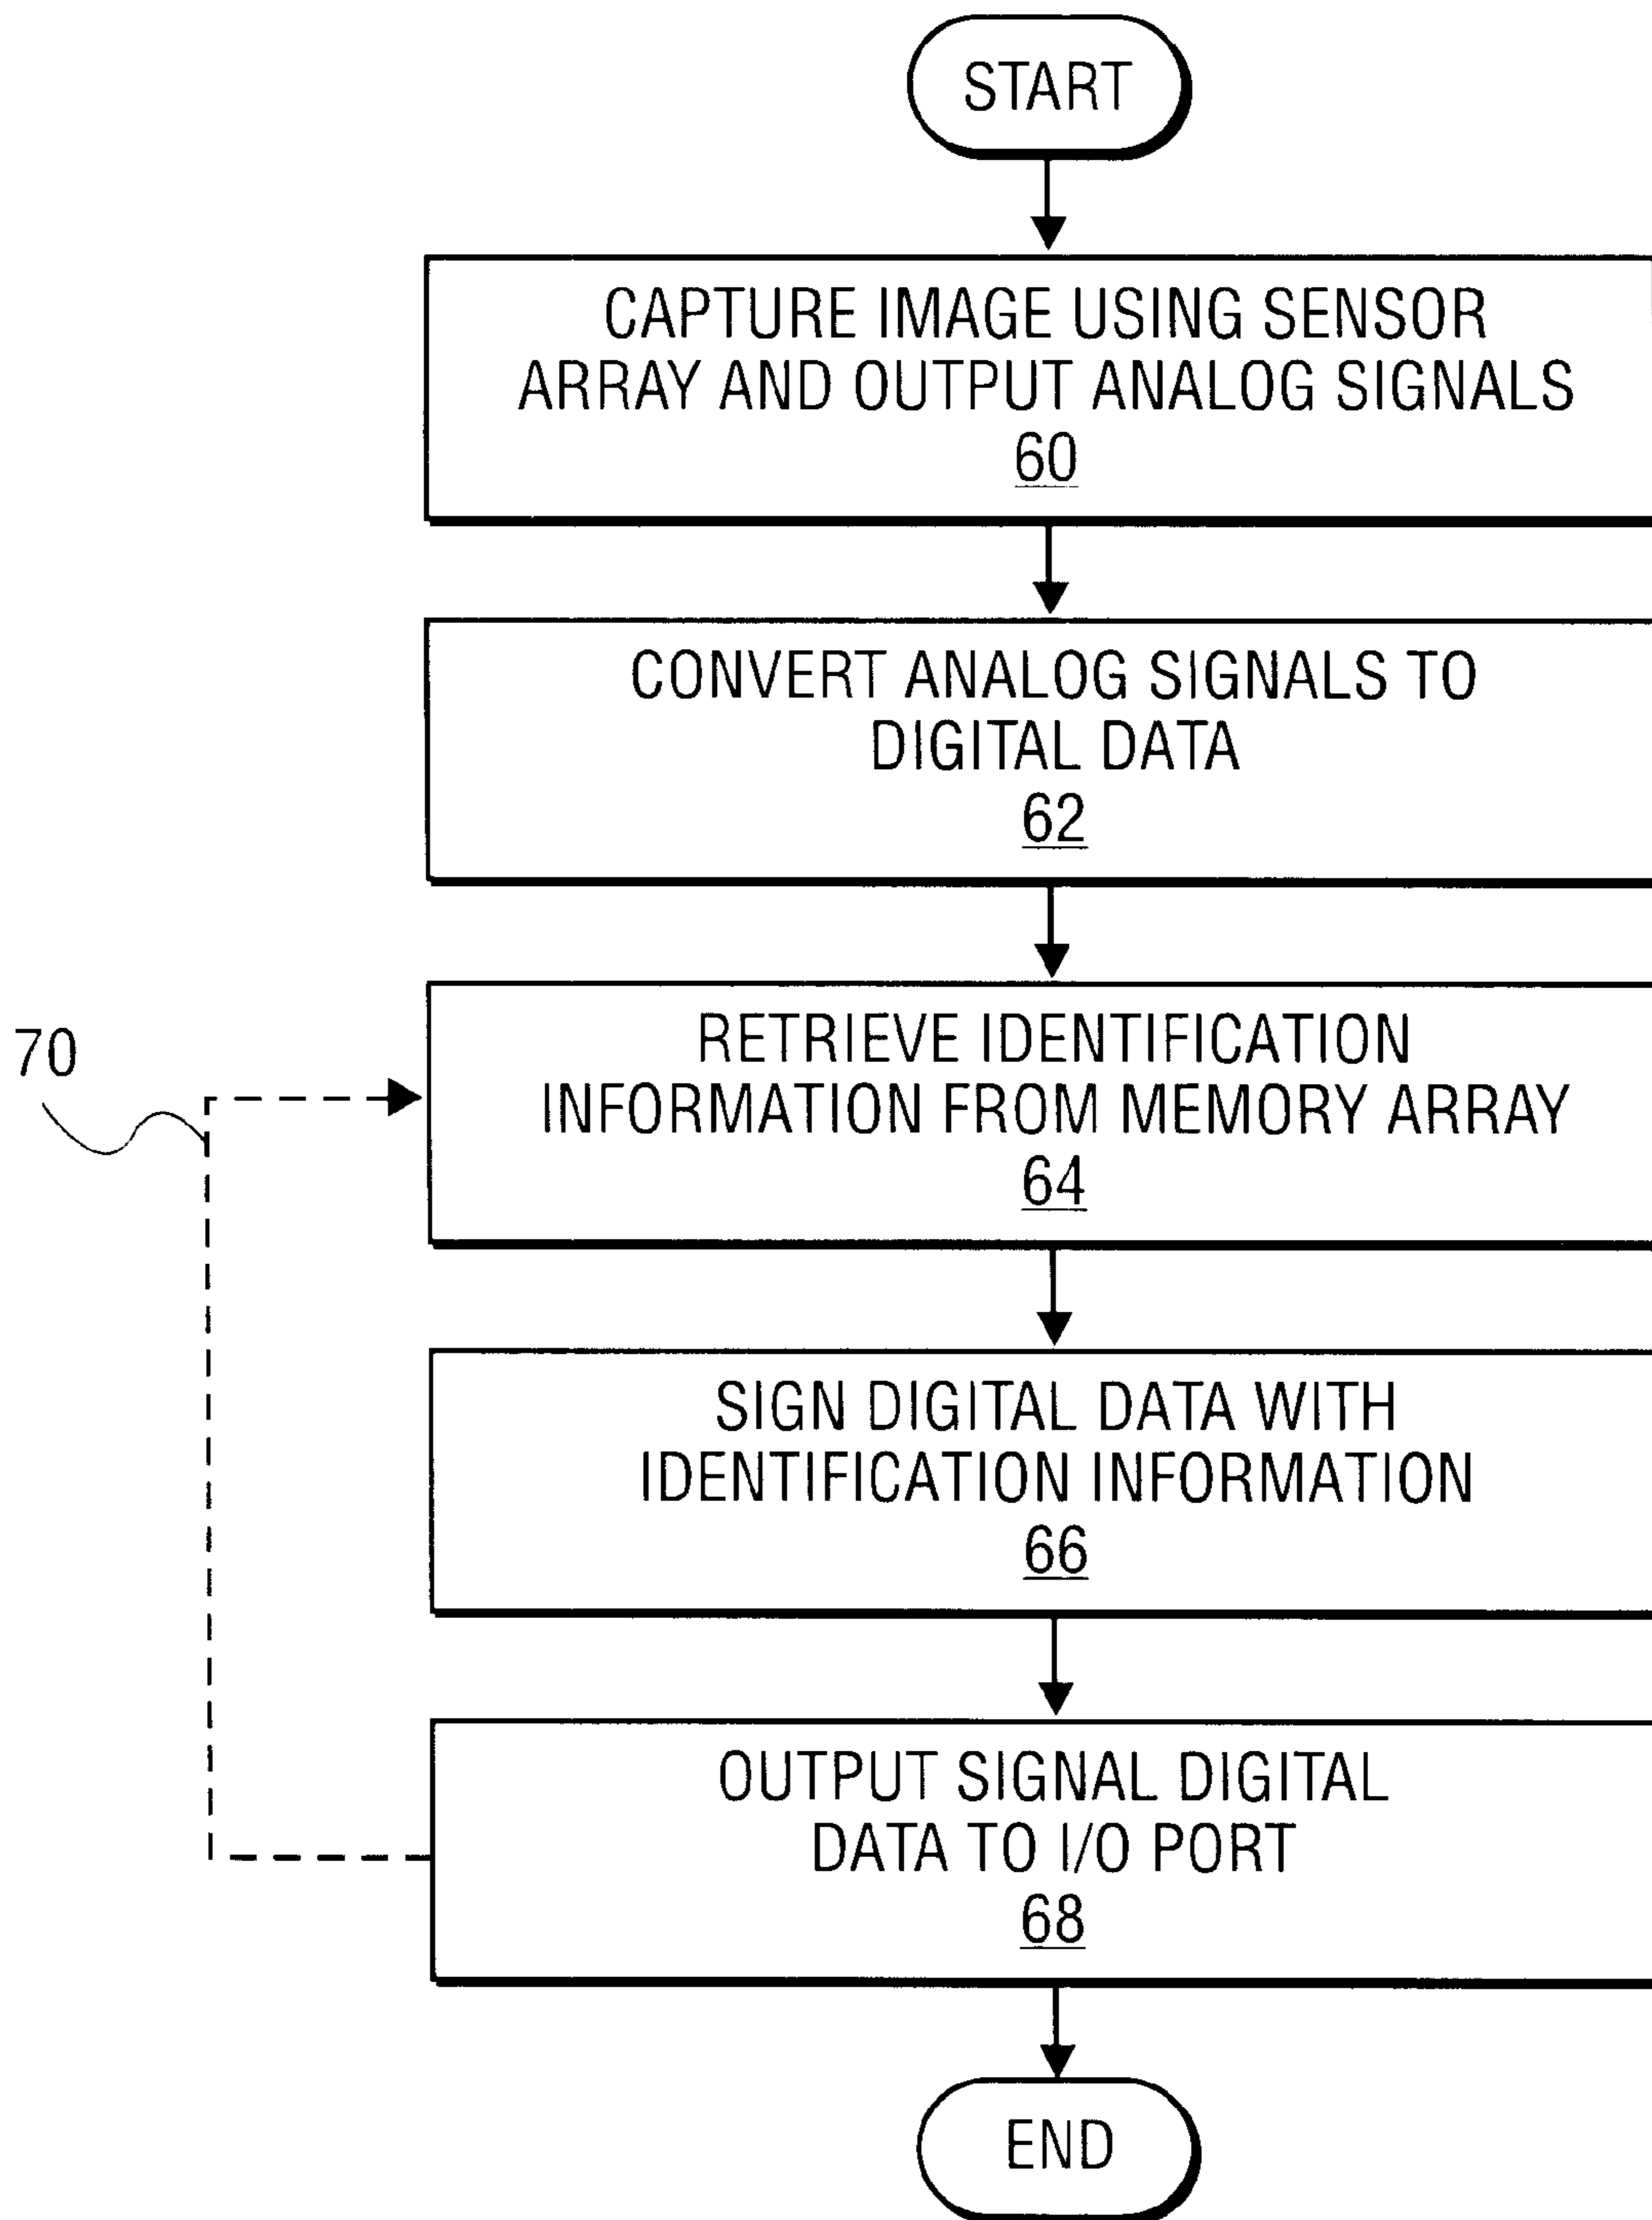 START
CAPTURE IMAGE USING SENSOR
ARRAY AND OUTPUT ANALOG SIGNALS
60
CONVERT ANALOG SIGNALS TO
DIGITAL DATA
62
70
RETRIEVE IDENTIFICATION
INFORMATION FROM MEMORY ARRAY
64
SIGN DIGITAL DATA WITH
IDENTIFICATION INFORMATION
66
OUTPUT SIGNAL DIGITAL
DATA TO I/O PORT
68
END